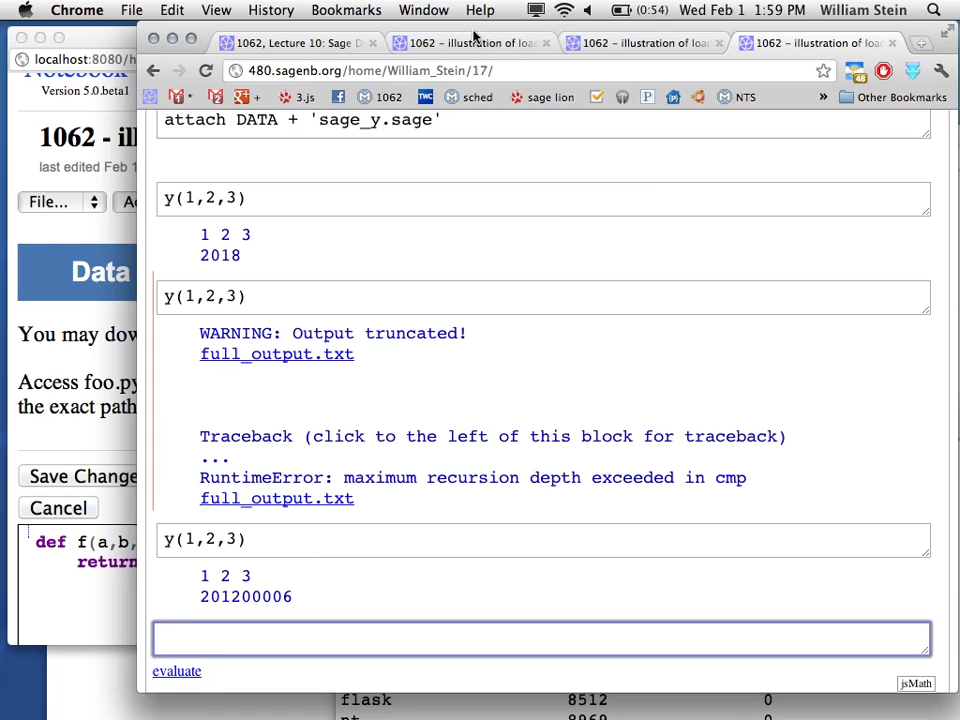 Chrome File Edit View History Bookmarks Window Help (0:54) Wed Feb 1 1:59 PM William Stein
1062, Lecture 10: Sage D
1062 - illustration of loa
1062 - illustration of loa
1062 - illustration of loa
localhost:8080/h
480.sagenb.org/home/William_Stein/17/
+ 3.js 1062 sched sage lion NTS » Other Bookmarks
Notebook
Version 5.0.beta1
1062 - ill
last edited Feb 1
File...
Data
You may dow
Access foo.py
the exact path
Save Change
Cancel
def f(a,b,
return
attach DATA + 'sage_y.sage'
y(1,2,3)
1 2 3
2018
y(1,2,3)
WARNING: Output truncated!
full_output.txt
Traceback (click to the left of this block for traceback)
...
RuntimeError: maximum recursion depth exceeded in cmp
full_output.txt
y(1,2,3)
1 2 3
201200006
evaluate
jsMath
flask 8512 0